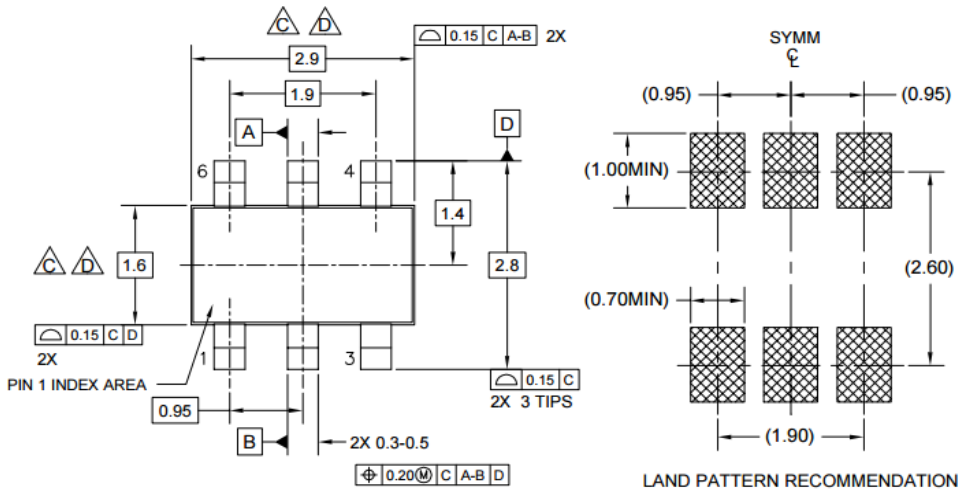 C D
0.15 C A-B 2X
2.9
1.9
A
D
6 4
1.4
C D 1.6
2.8
0.15 C D
2X
1 3
PIN 1 INDEX AREA
0.15 C
2X 3 TIPS
0.95
B 2X 0.3-0.5
0.20Ⓜ C A-B D
SYMM
℄
(0.95) (0.95)
(1.00MIN)
(2.60)
(0.70MIN)
(1.90)
LAND PATTERN RECOMMENDATION